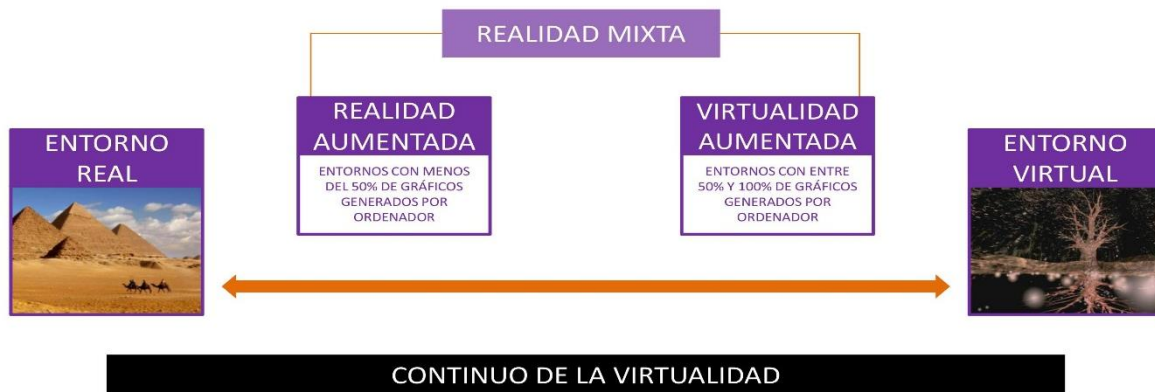 REALIDAD MIXTA
REALIDAD
AUMENTADA
ENTORNOS CON MENOS
DEL 50% DE GRÁFICOS
GENERADOS POR
ORDENADOR
VIRTUALIDAD
AUMENTADA
ENTORNOS CON ENTRE
50% Y 100% DE GRÁFICOS
GENERADOS POR
ORDENADOR
ENTORNO
REAL
ENTORNO
VIRTUAL
CONTINUO DE LA VIRTUALIDAD